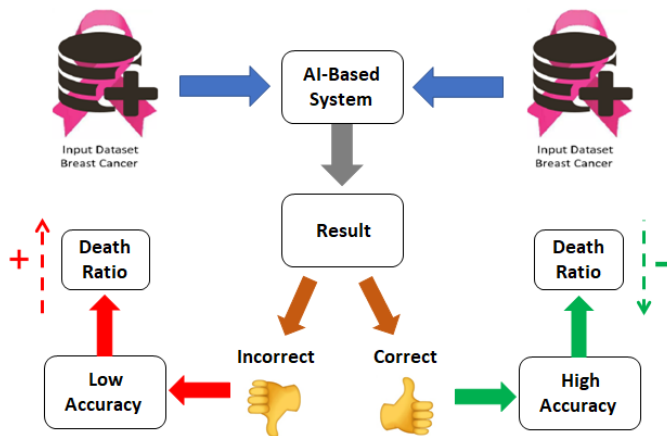 AI-Based
System
Input Dataset
Breast Cancer
Input Dataset
Breast Cancer
Result
+
Death
Ratio
Death
Ratio
-
Incorrect
Correct
Low
Accuracy
High
Accuracy